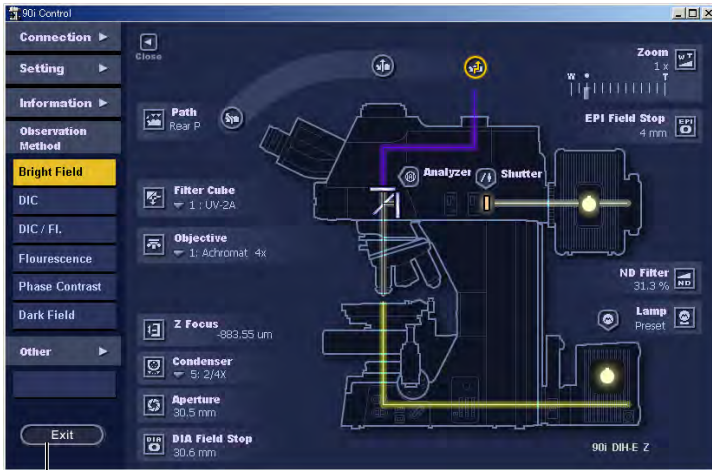 90i Control
Connection
Setting
Information
Observation
Method
Bright Field
DIC
DIC / Fl.
Flourescence
Phase Contrast
Dark Field
Other
Exit
Close
Path
Rear P
Filter Cube
1 : UV-2A
Objective
1: Achromat 4x
Z Focus
-883.55 um
Condenser
5: 2/4X
Aperture
30.5 mm
DIA
DIA Field Stop
30.6 mm
Analyzer
Shutter
Zoom
1 x
W T
W T
EPI Field Stop
4 mm
EPI
ND Filter
31.3 %
ND
Lamp
Preset
90i DIH-E Z